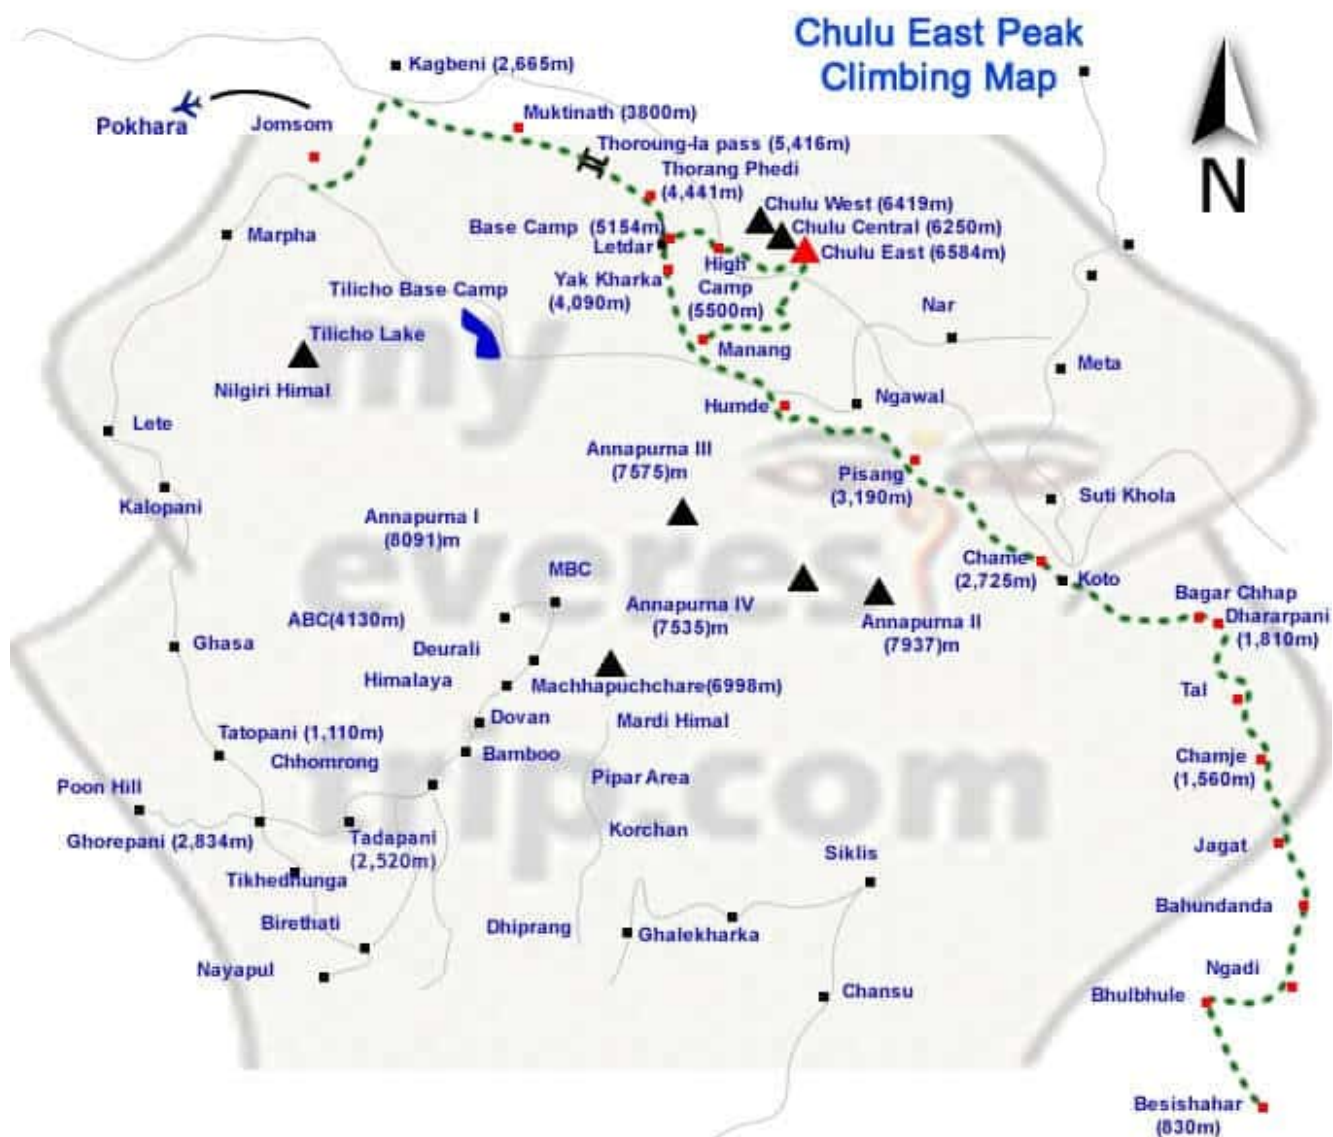 Chulu East Peak
Climbing Map
N
Kagbeni (2,665m)
Pokhara
Jomsom
Muktinath (3800m)
Thoroung-la pass (5,416m)
Thorang Phedi
(4,441m)
Chulu West (6419m)
Chulu Central (6250m)
Chulu East (6584m)
Base Camp (5154m)
Letdar
High
Camp
(5500m)
Yak Kharka
(4,090m)
Marpha
Tilicho Base Camp
Tilicho Lake
Nilgiri Himal
Nar
Manang
Meta
Humde
Ngawal
Lete
Annapurna III
(7575)m
Pisang
(3,190m)
Suti Khola
Kalopani
Annapurna I
(8091)m
MBC
Chame
(2,725m)
Koto
Annapurna IV
(7535)m
Annapurna II
(7937)m
Bagar Chhap
Dhararpani
(1,810m)
ABC(4130m)
Ghasa
Deurali
Himalaya
Machhapuchchare(6998m)
Tal
Dovan
Mardi Himal
Tatopani (1,110m)
Chhomrong
Bamboo
Chamje
(1,560m)
Poon Hill
Pipar Area
Ghorepani (2,834m)
Tadapani
(2,520m)
Korchan
Jagat
Siklis
Tikhedhunga
Bahundanda
Birethati
Dhiprang
Ghalekharka
Nayapul
Ngadi
Bhulbhule
Chansu
Besishahar
(830m)
my
everes
trip.com